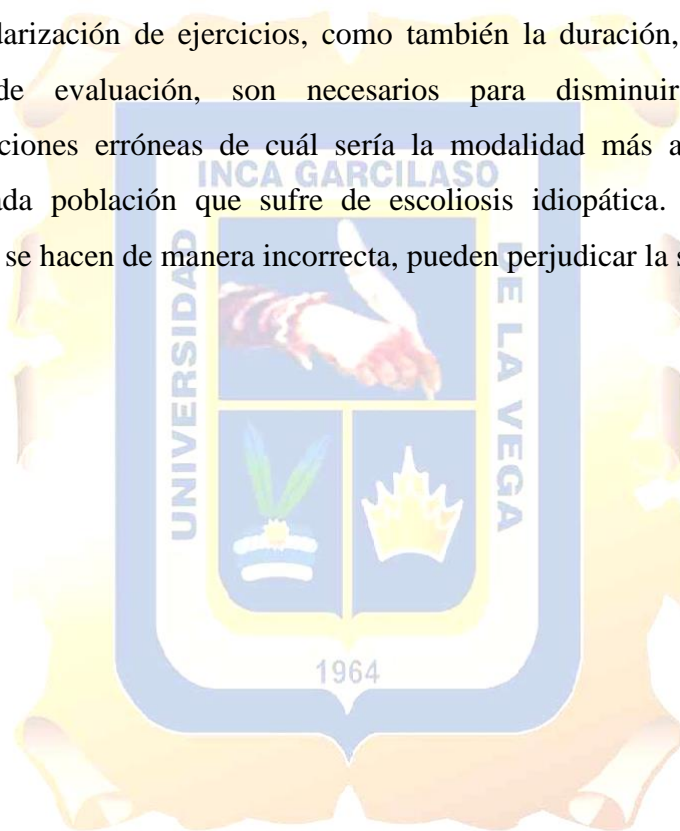 darización de ejercicios, como también la duración,
de evaluación, son necesarios para disminuir
ciones erróneas de cuál sería la modalidad más a
ada población que sufre de escoliosis idiopática.
se hacen de manera incorrecta, pueden perjudicar la s
INCA GARCILASO
UNIVERSIDAD
DE LA VEGA
1964